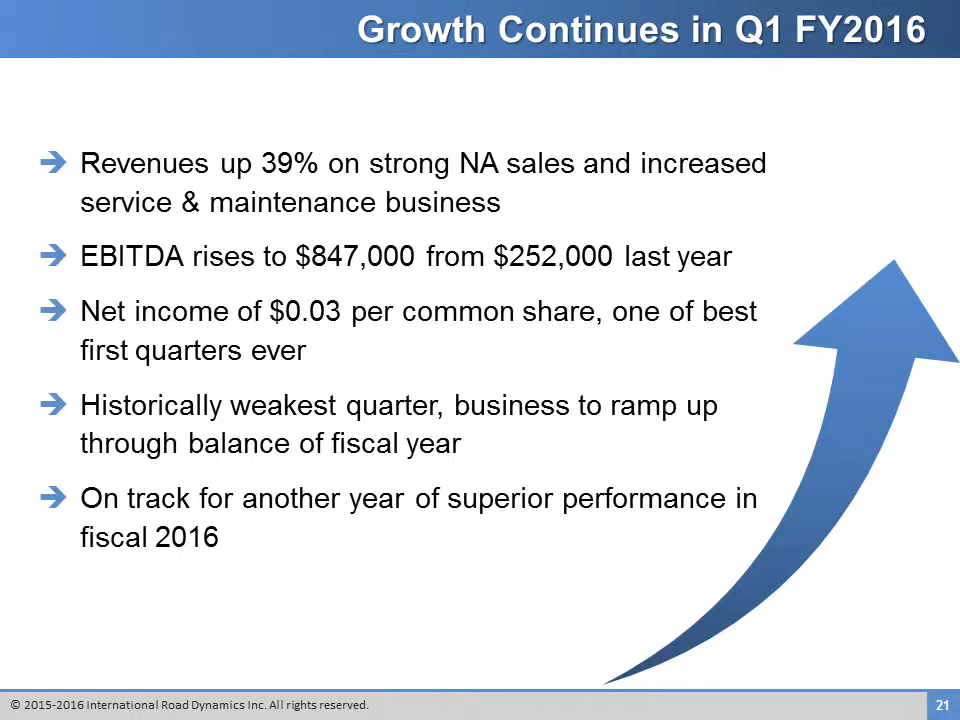 Growth Continues in Q1 FY2016
➔ Revenues up 39% on strong NA sales and increased
service & maintenance business
➔ EBITDA rises to $847,000 from $252,000 last year
➔ Net income of $0.03 per common share, one of best
first quarters ever
➔ Historically weakest quarter, business to ramp up
through balance of fiscal year
➔ On track for another year of superior performance in
fiscal 2016
© 2015-2016 International Road Dynamics Inc. All rights reserved.
21